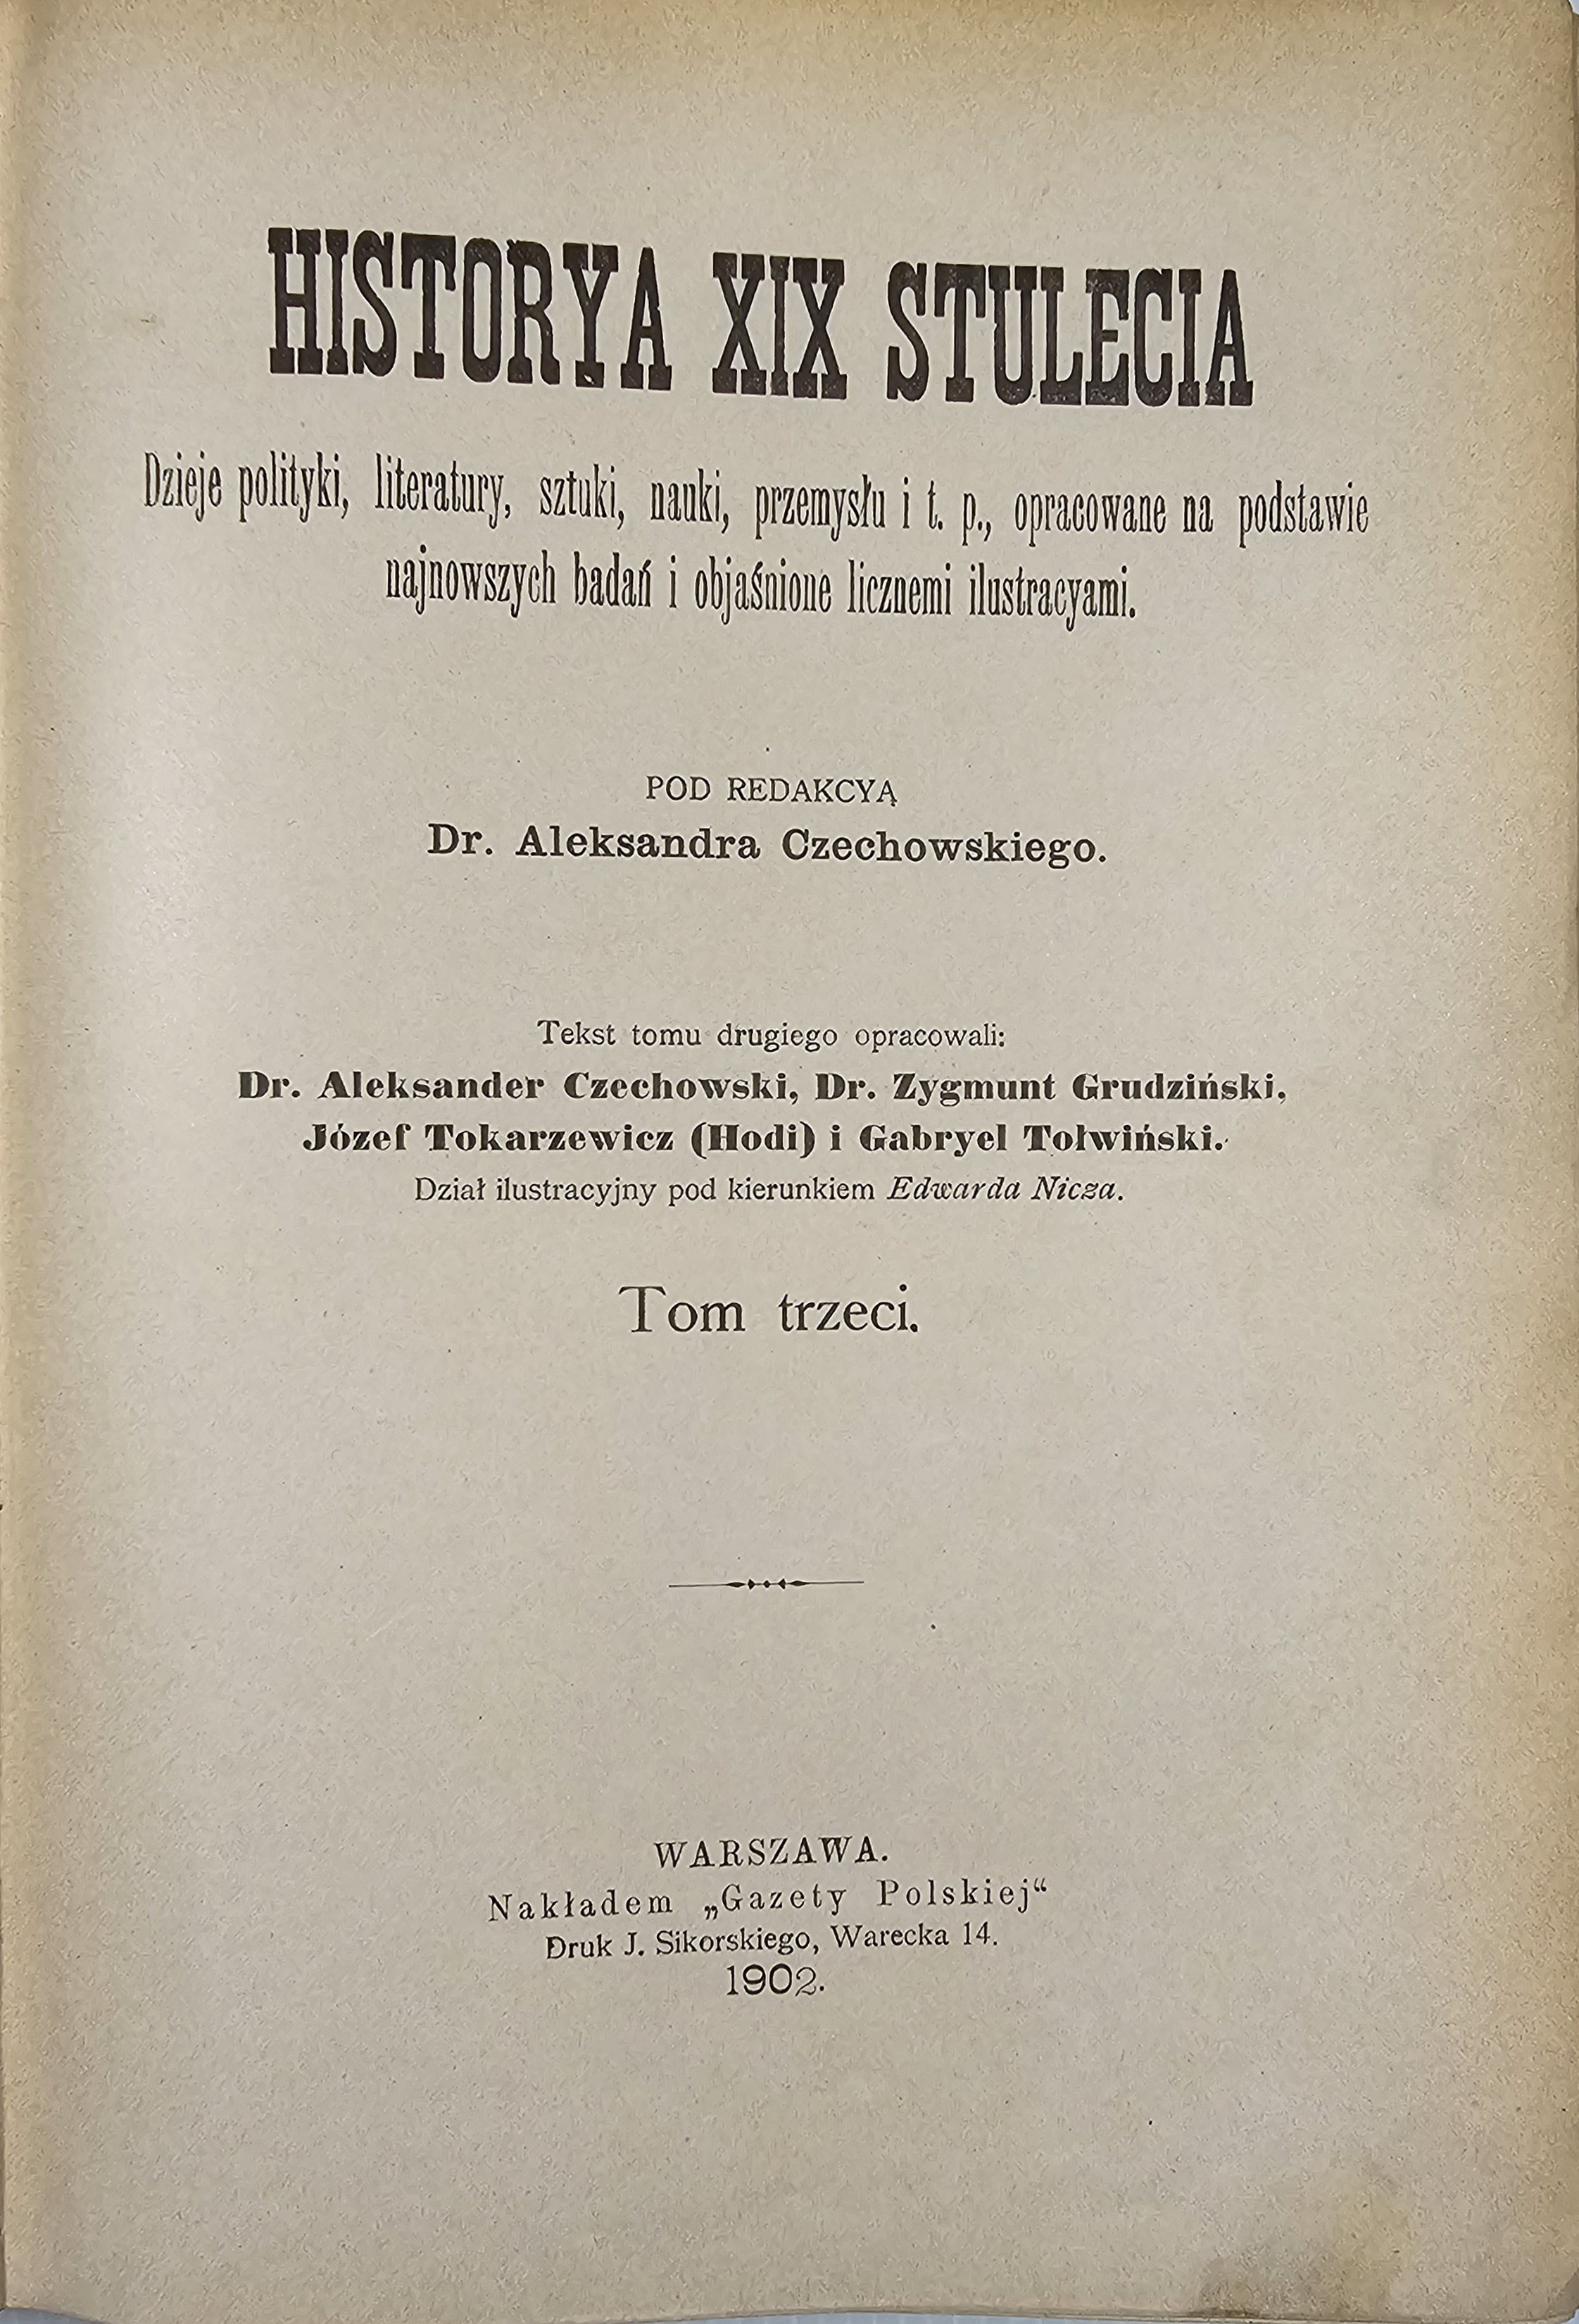 HISTORYA XIX STULECIA
Dzieje polityki, literatury, sztuki, nauki, przemysłu i t. p., opracowane na podstawie
najnowszych badań i objaśnione licznemi ilustracyami.
POD REDAKCYĄ
Dr. Aleksandra Czechowskiego.
Tekst tomu drugiego opracowali:
Dr. Aleksander Czechowski, Dr. Zygmunt Grudziński,
Józef Tokarzewicz (Hodi) i Gabryel Tołwiński.
Dział ilustracyjny pod kierunkiem Edwarda Nicza.
Tom trzeci.
WARSZAWA.
Nakładem „Gazety Polskiej“
Druk J. Sikorskiego, Warecka 14.
1902.